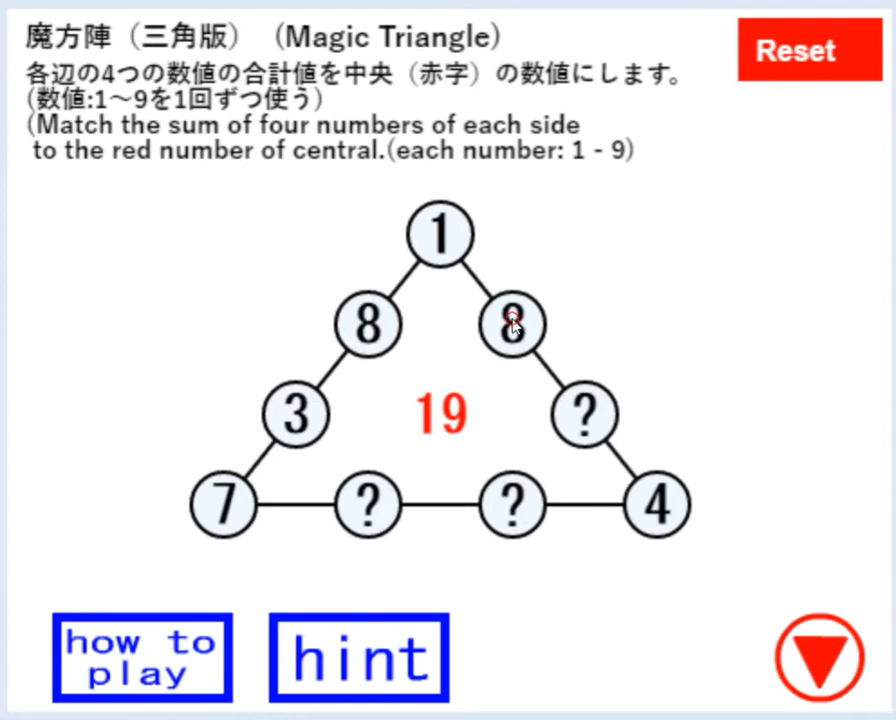 魔方陣（三角版）（Magic Triangle）
Reset
各辺の4つの数値の合計値を中央（赤字）の数値にします。
(数値:1〜9を1回ずつ使う)
(Match the sum of four numbers of each side
to the red number of central.(each number: 1 - 9)
1
8 8
3 19 ?
7 ? ? 4
how to
play
hint